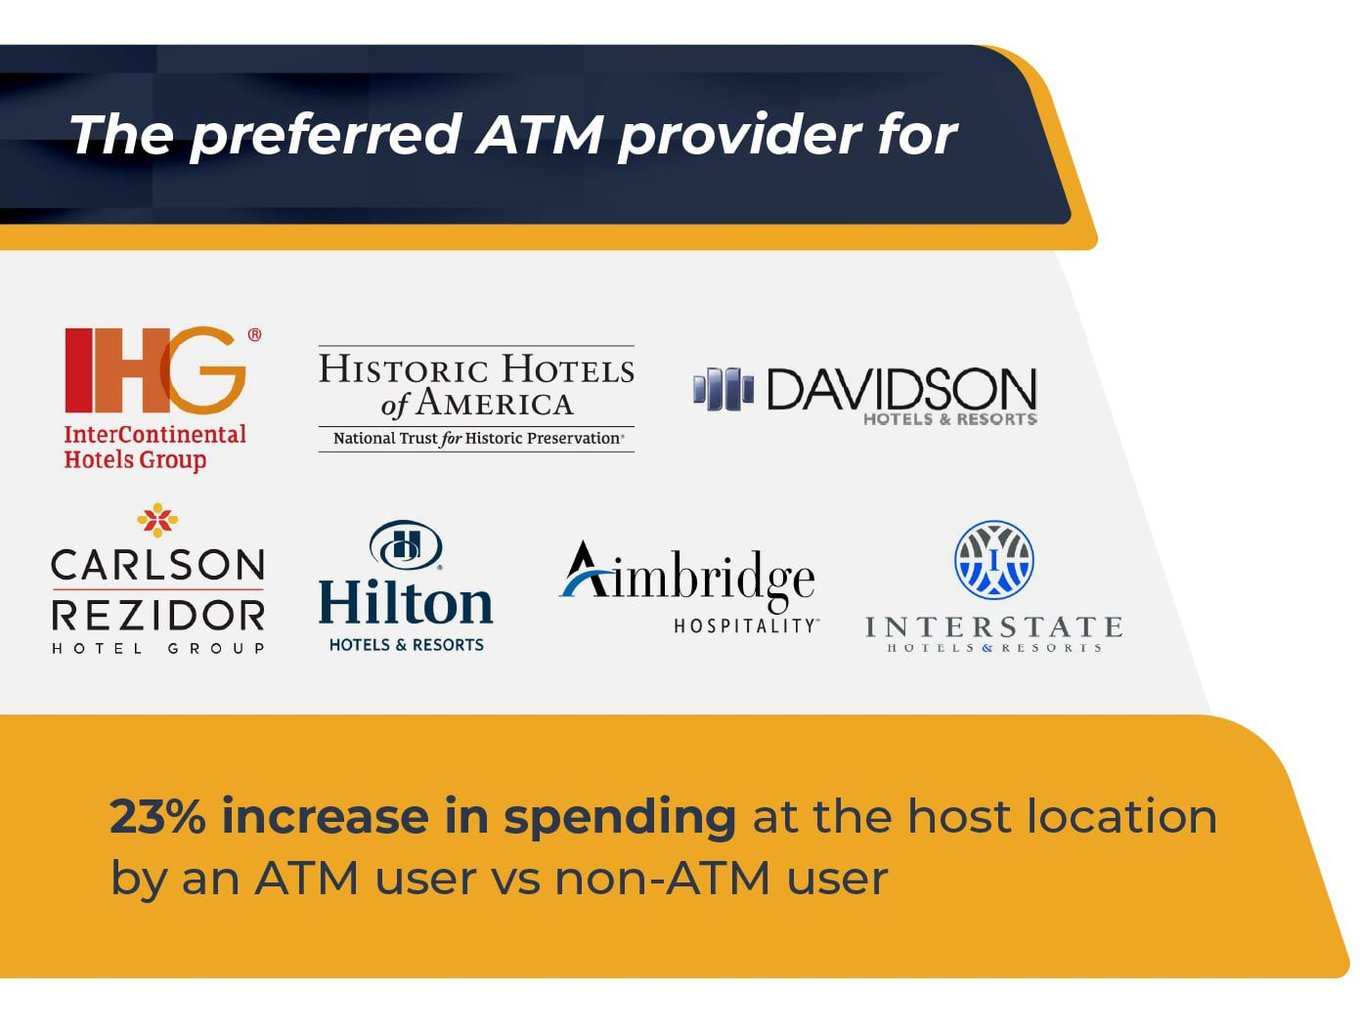 The preferred ATM provider for
IHG®
InterContinental
Hotels Group
HISTORIC HOTELS
of AMERICA
National Trust for Historic Preservation®
DAVIDSON
HOTELS & RESORTS
CARLSON
REZIDOR
HOTEL GROUP
H
Hilton
HOTELS & RESORTS
Aimbridge
HOSPITALITY™
I
INTERSTATE
HOTELS & RESORTS
23% increase in spending at the host location
by an ATM user vs non-ATM user